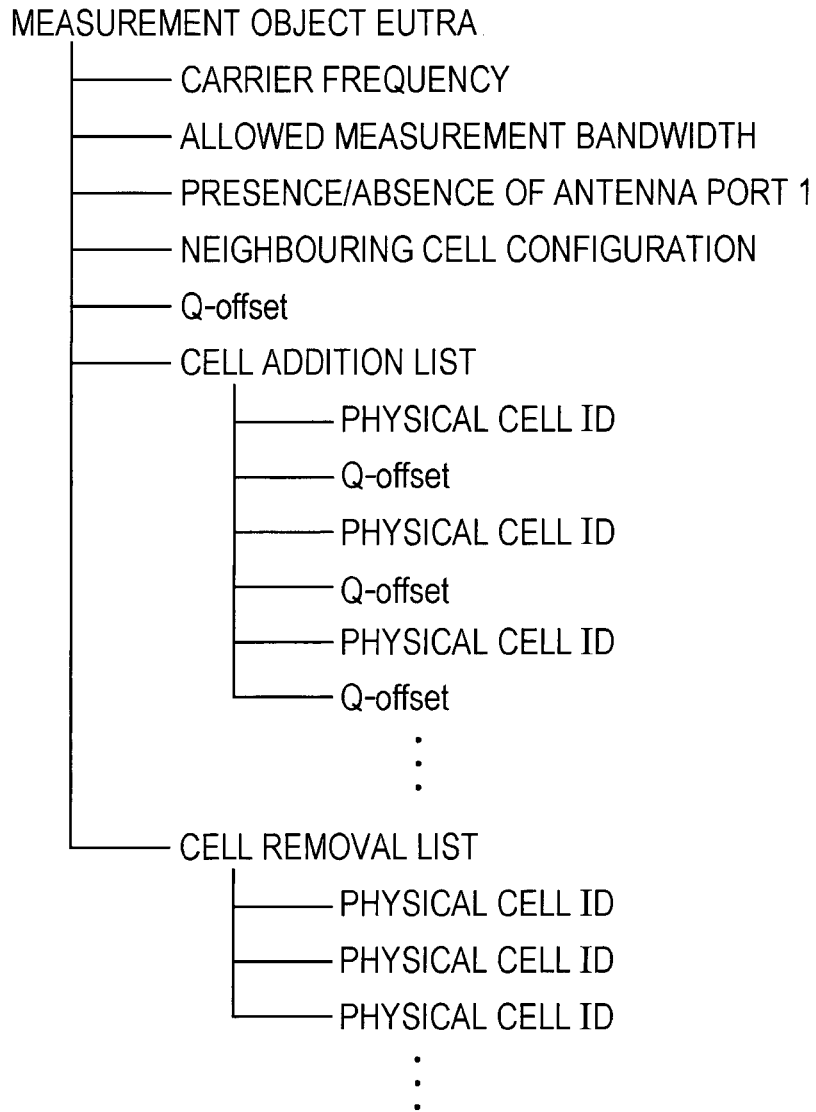 MEASUREMENT OBJECT EUTRA
CARRIER FREQUENCY
ALLOWED MEASUREMENT BANDWIDTH
PRESENCE/ABSENCE OF ANTENNA PORT 1
NEIGHBOURING CELL CONFIGURATION
Q-offset
CELL ADDITION LIST
PHYSICAL CELL ID
Q-offset
PHYSICAL CELL ID
Q-offset
PHYSICAL CELL ID
Q-offset
CELL REMOVAL LIST
PHYSICAL CELL ID
PHYSICAL CELL ID
PHYSICAL CELL ID